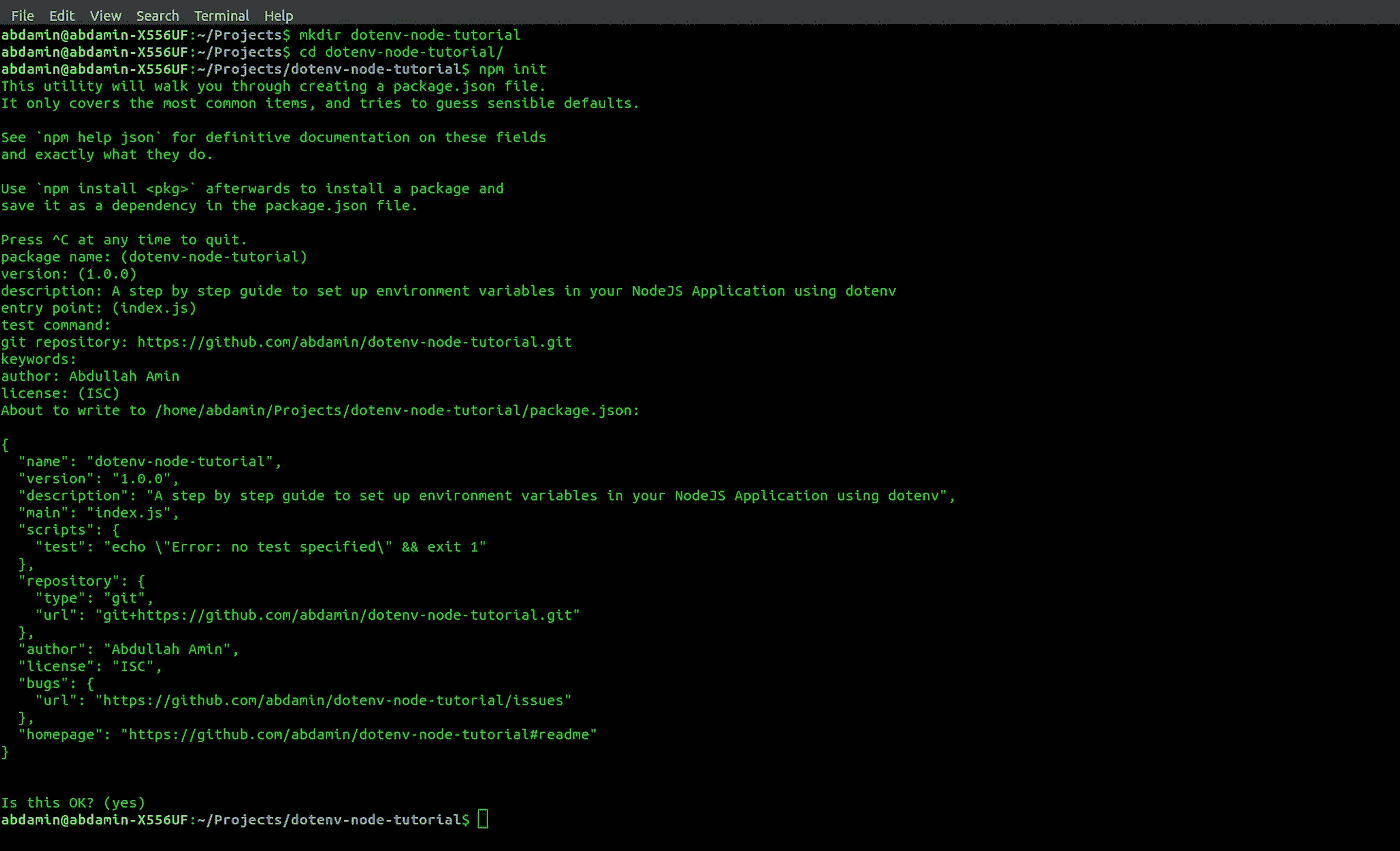 File Edit View Search Terminal Help
abdamin@abdamin-X556UF:~/Projects$ mkdir dotenv-node-tutorial
abdamin@abdamin-X556UF:~/Projects$ cd dotenv-node-tutorial/
abdamin@abdamin-X556UF:~/Projects/dotenv-node-tutorial$ npm init
This utility will walk you through creating a package.json file.
It only covers the most common items, and tries to guess sensible defaults.

See `npm help json` for definitive documentation on these fields
and exactly what they do.

Use `npm install <pkg>` afterwards to install a package and
save it as a dependency in the package.json file.

Press ^C at any time to quit.
package name: (dotenv-node-tutorial)
version: (1.0.0)
description: A step by step guide to set up environment variables in your NodeJS Application using dotenv
entry point: (index.js)
test command:
git repository: https://github.com/abdamin/dotenv-node-tutorial.git
keywords:
author: Abdullah Amin
license: (ISC)
About to write to /home/abdamin/Projects/dotenv-node-tutorial/package.json:

{
  "name": "dotenv-node-tutorial",
  "version": "1.0.0",
  "description": "A step by step guide to set up environment variables in your NodeJS Application using dotenv",
  "main": "index.js",
  "scripts": {
    "test": "echo \"Error: no test specified\" && exit 1"
  },
  "repository": {
    "type": "git",
    "url": "git+https://github.com/abdamin/dotenv-node-tutorial.git"
  },
  "author": "Abdullah Amin",
  "license": "ISC",
  "bugs": {
    "url": "https://github.com/abdamin/dotenv-node-tutorial/issues"
  },
  "homepage": "https://github.com/abdamin/dotenv-node-tutorial#readme"
}

Is this OK? (yes)
abdamin@abdamin-X556UF:~/Projects/dotenv-node-tutorial$